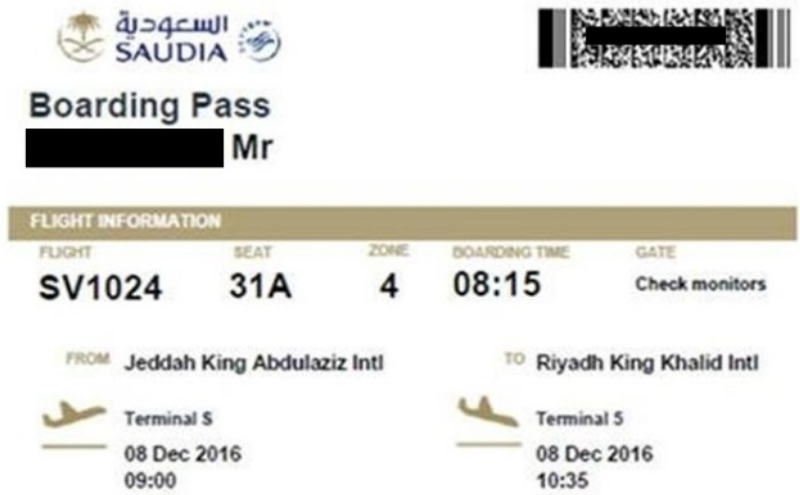 السعودية
SAUDIA
Boarding Pass
Mr
FLIGHT INFORMATION
FLIGHT SEAT ZONE BOARDING TIME GATE
SV1024 31A 4 08:15 Check monitors
FROM Jeddah King Abdulaziz Intl TO Riyadh King Khalid Intl
Terminal S Terminal 5
08 Dec 2016 08 Dec 2016
09:00 10:35